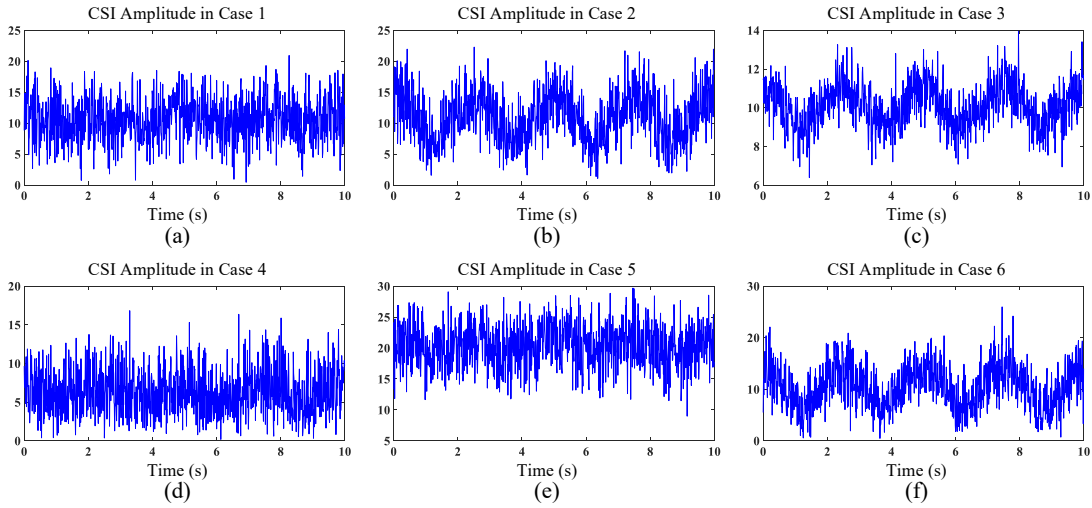 CSI Amplitude in Case 1
25
20
15
10
5
0
0 2 4 6 8 10
Time (s)
(a)
CSI Amplitude in Case 2
25
20
15
10
5
0
0 2 4 6 8 10
Time (s)
(b)
CSI Amplitude in Case 3
14
12
10
8
6
0 2 4 6 8 10
Time (s)
(c)
CSI Amplitude in Case 4
20
15
10
5
0
0 2 4 6 8 10
Time (s)
(d)
CSI Amplitude in Case 5
30
25
20
15
10
5
0 2 4 6 8 10
Time (s)
(e)
CSI Amplitude in Case 6
30
20
10
0
0 2 4 6 8 10
Time (s)
(f)